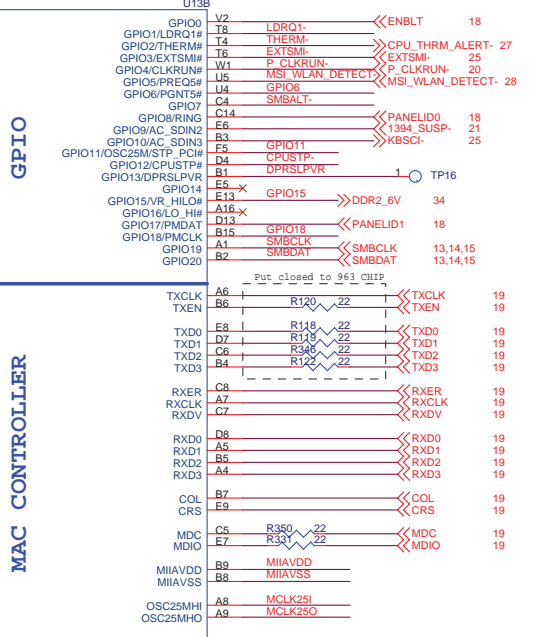 U13B
GPIO
GPIO0 V2 ENBLT 18
GPIO1/LDRQ1# T8 LDRQ1-
GPIO2/THERM# T4 THERM- CPU_THRM_ALERT- 27
GPIO3/EXTSMI# T6 EXTSMI- EXTSMI- 25
GPIO4/CLKRUN# W1 P_CLKRUN- P_CLKRUN- 20
GPIO5/PREQ5# U5 MSI_WLAN_DETECT- MSI_WLAN_DETECT- 28
GPIO6/PGNT5# U4 GPIO6
GPIO7 C4 SMBALT-
GPIO8/RING C14 PANELID0 18
GPIO9/AC_SDIN2 E6 1394_SUSP- 21
GPIO10/AC_SDIN3 B3 KBSCI- 25
GPIO11/OSC25M/STP_PCI# F5 GPIO11
GPIO12/CPUSTP# D4 CPUSTP-
GPIO13/DPRSLPVR B1 DPRSLPVR 1 TP16
GPIO14 E5
GPIO15/VR_HILO# E13 GPIO15 DDR2_6V 34
GPIO16/LO_HI# A16
GPIO17/PMDAT D13 PANELID1 18
GPIO18/PMCLK B15 GPIO18
GPIO19 A1 SMBCLK SMBCLK 13,14,15
GPIO20 B2 SMBDAT SMBDAT 13,14,15
MAC CONTROLLER
Put closed to 963 CHIP
TXCLK A6 TXCLK 19
TXEN B6 R120 22 TXEN 19
TXD0 E8 R118 22 TXD0 19
TXD1 D7 R119 22 TXD1 19
TXD2 C6 R346 22 TXD2 19
TXD3 B4 R122 22 TXD3 19
RXER C8 RXER 19
RXCLK A7 RXCLK 19
RXDV C7 RXDV 19
RXD0 D8 RXD0 19
RXD1 A5 RXD1 19
RXD2 B5 RXD2 19
RXD3 A4 RXD3 19
COL B7 COL 19
CRS E9 CRS 19
MDC C5 R350 22 MDC 19
MDIO E7 R331 22 MDIO 19
MIIAVDD B9 MIIAVDD
MIIAVSS B8 MIIAVSS
OSC25MHI A8 MCLK25I
OSC25MHO A9 MCLK25O